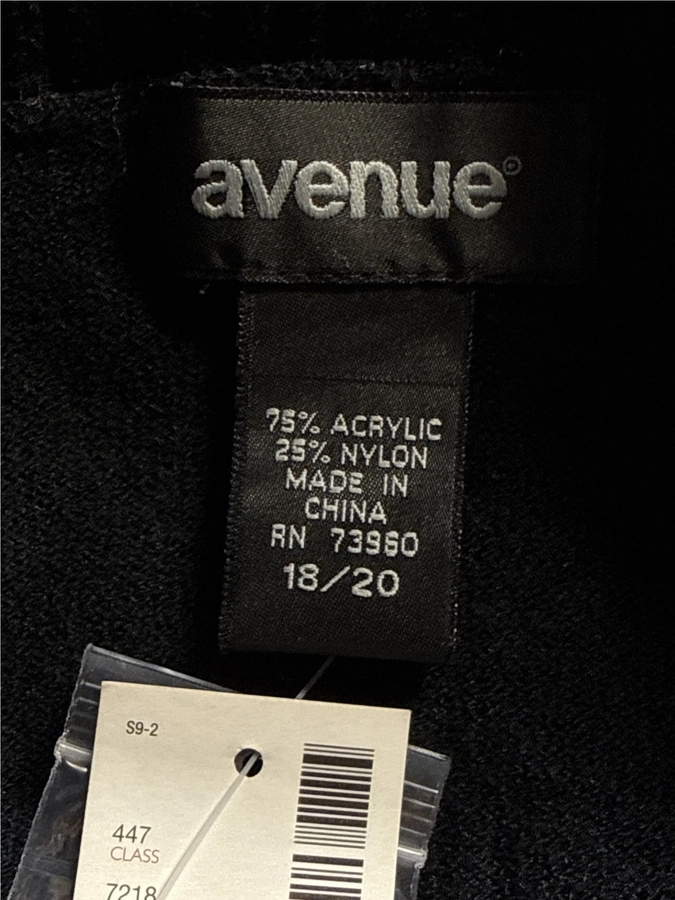 avenue®
75% ACRYLIC
25% NYLON
MADE IN
CHINA
RN 73960
18/20
S9-2
447
CLASS
7218